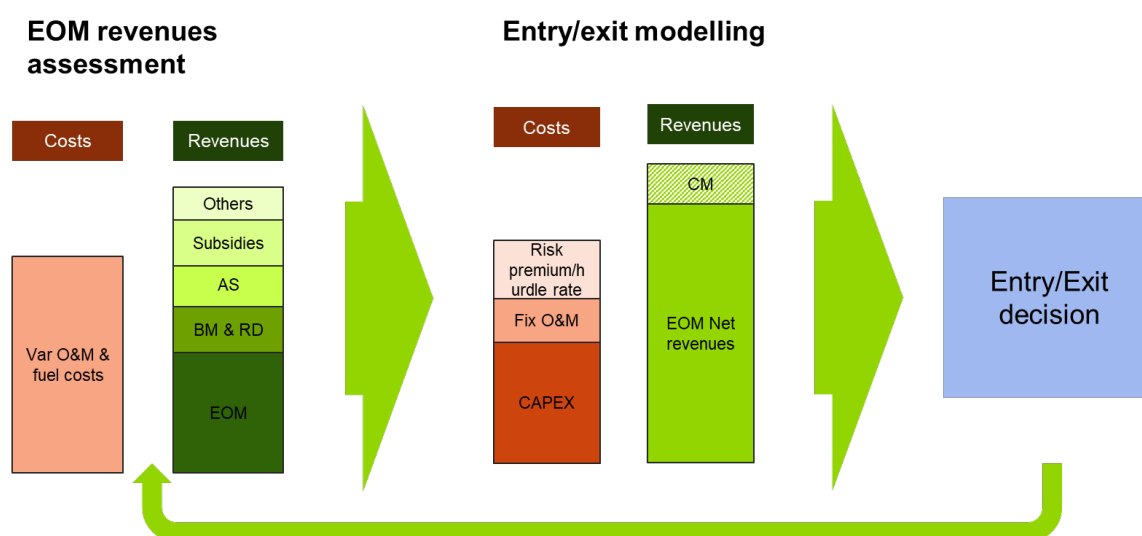 EOM revenues
assessment
Entry/exit modelling
Costs
Revenues
Others
Subsidies
AS
BM & RD
EOM
Var O&M &
fuel costs
Costs
Revenues
Risk
premium/h
urdle rate
Fix O&M
CAPEX
CM
EOM Net
revenues
Entry/Exit
decision